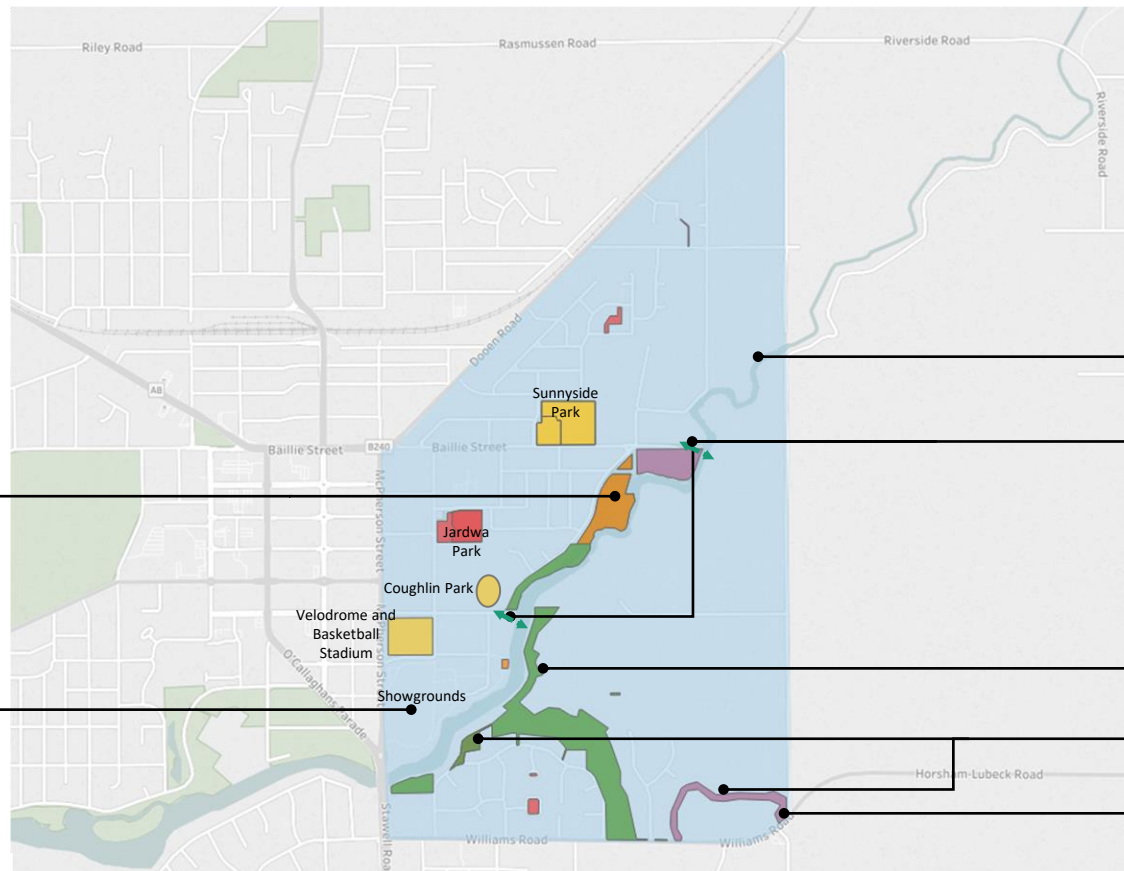 Riley Road
Rasmussen Road
Riverside Road
Riverside Road
Dooen Road
A8
Sunnyside
Park
Baillie Street
B240
Baillie Street
McPherson Street
Jardwa
Park
Coughlin Park
Velodrome and
Basketball
Stadium
McPherson Street
O'Callaghans Parade
Showgrounds
Horsham-Lubeck Road
Stawell Roa
Williams Road
Williams Road